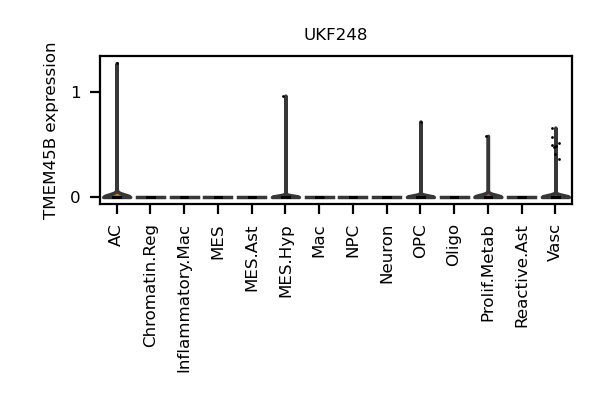 UKF248
TMEM45B expression
1
0
AC
Chromatin.Reg
Inflammatory.Mac
MES
MES.Ast
MES.Hyp
Mac
NPC
Neuron
OPC
Oligo
Prolif.Metab
Reactive.Ast
Vasc